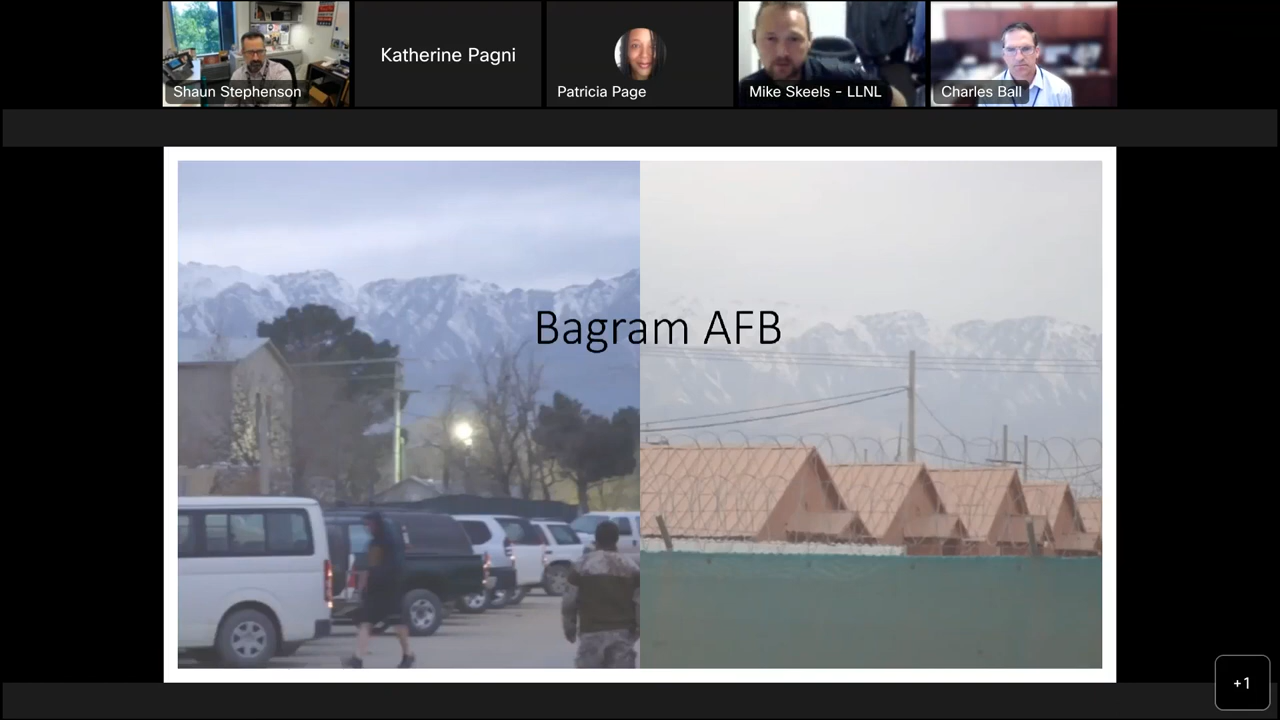 Shaun Stephenson
Katherine Pagni
Patricia Page
Mike Skeels - LLNL
Charles Ball
Bagram AFB
+1